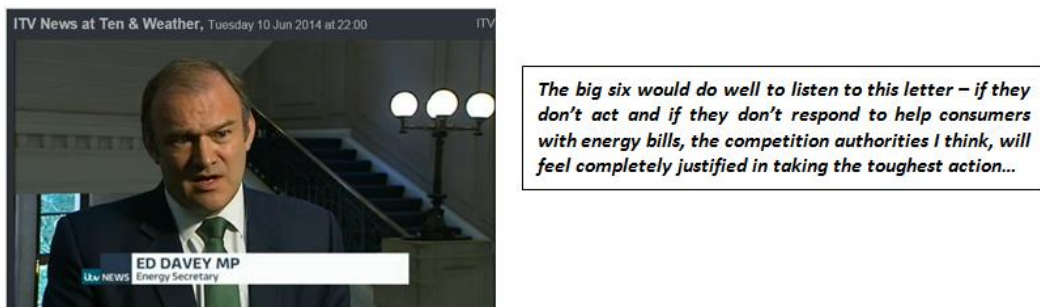 ITV News at Ten & Weather, Tuesday 10 Jun 2014 at 22:00 ITV
The big six would do well to listen to this letter – if they
don't act and if they don't respond to help consumers
with energy bills, the competition authorities I think, will
feel completely justified in taking the toughest action...
ED DAVEY MP
itv NEWS Energy Secretary